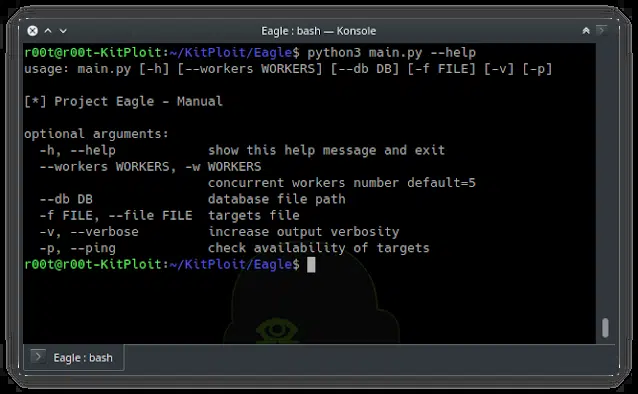 Eagle : bash — Konsole
r00t@r00t-KitPloit:~/KitPloit/Eagle$ python3 main.py --help
usage: main.py [-h] [--workers WORKERS] [--db DB] [-f FILE] [-v] [-p]
[*] Project Eagle - Manual
optional arguments:
-h, --help show this help message and exit
--workers WORKERS, -w WORKERS
concurrent workers number default=5
--db DB database file path
-f FILE, --file FILE targets file
-v, --verbose increase output verbosity
-p, --ping check availability of targets
r00t@r00t-KitPloit:~/KitPloit/Eagle$
Eagle : bash